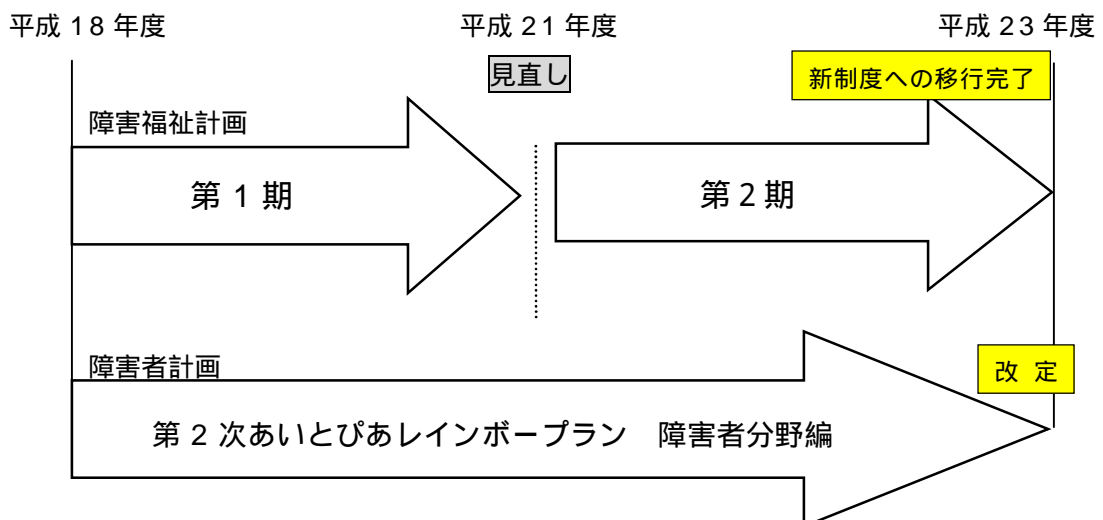 平成 18 年度 平成 21 年度 平成 23 年度
見直し
新制度への移行完了
障害福祉計画
第 1 期 第 2 期
障害者計画
改 定
第 2 次あいとぴあレインボープラン 障害者分野編